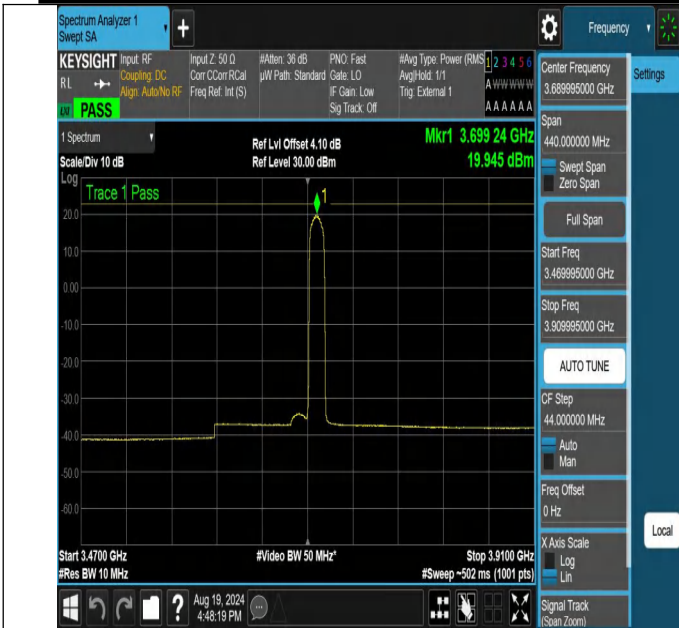 Spectrum Analyzer 1
Swept SA
Frequency
KEYSIGHT
RL
PASS
Input: RF
Coupling: DC
Align: Auto/No RF
Input Z: 50 Ω
Corr CCorr RCal
Freq Ref: Int (S)
#Atten: 36 dB
µW Path: Standard
PNO: Fast
Gate: LO
IF Gain: Low
Sig Track: Off
#Avg Type: Power (RMS
Avg|Hold: 1/1
Trig: External 1
1 2 3 4 5 6
A W W W W W
A A A A A A
1 Spectrum
Scale/Div 10 dB
Ref Lvl Offset 4.10 dB
Ref Level 30.00 dBm
Mkr1 3.699 24 GHz
19.945 dBm
Log
Trace 1 Pass
1
20.0
10.0
0.00
-10.0
-20.0
-30.0
-40.0
-50.0
-60.0
Start 3.4700 GHz
#Res BW 10 MHz
#Video BW 50 MHz*
Stop 3.9100 GHz
#Sweep ~502 ms (1001 pts)
?
Aug 19, 2024
4:48:19 PM
Center Frequency
3.689995000 GHz
Span
440.000000 MHz
Swept Span
Zero Span
Full Span
Start Freq
3.469995000 GHz
Stop Freq
3.909995000 GHz
AUTO TUNE
CF Step
44.000000 MHz
Auto
Man
Freq Offset
0 Hz
X Axis Scale
Log
Lin
Signal Track
(Span Zoom)
Settings
Local